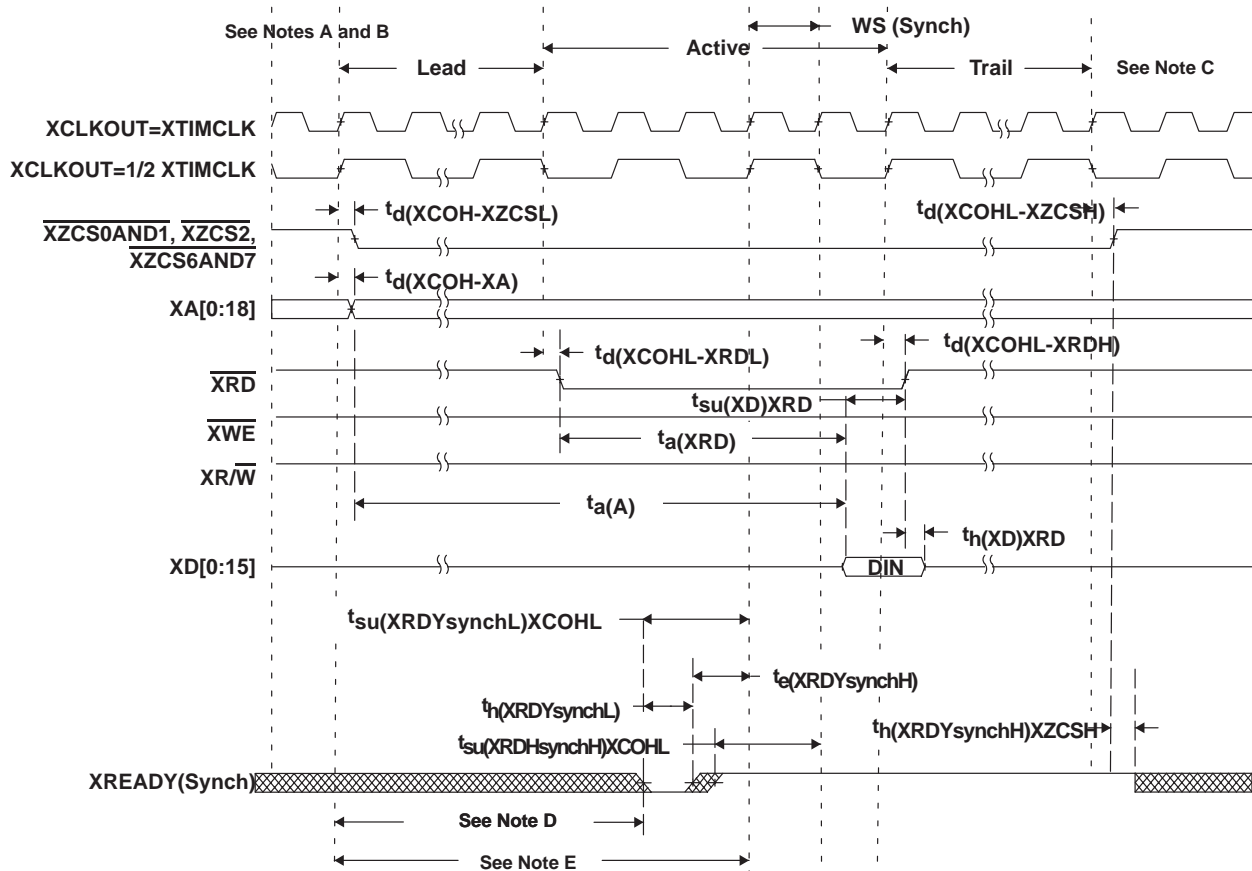 See Notes A and B
WS (Synch)
Active
Lead
Trail
See Note C
XCLKOUT=XTIMCLK
XCLKOUT=1/2 XTIMCLK
td(XCOH-XZCSL)
td(XCOHL-XZCSH)
XZCS0AND1, XZCS2,
XZCS6AND7
td(XCOH-XA)
XA[0:18]
td(XCOHL-XRDL)
td(XCOHL-XRDH)
XRD
tsu(XD)XRD
XWE
ta(XRD)
XR/W
ta(A)
th(XD)XRD
XD[0:15]
DIN
tsu(XRDYsynchL)XCOHL
te(XRDYsynchH)
th(XRDYsynchL)
th(XRDYsynchH)XZCSH
tsu(XRDHsynchH)XCOHL
XREADY(Synch)
See Note D
See Note E